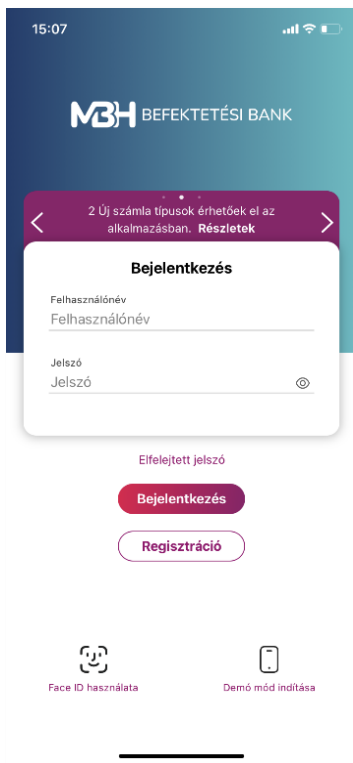 15:07
MBH BEFEKTETÉSI BANK
2 Új számla típusok érhetőek el az
alkalmazásban. Részletek
Bejelentkezés
Felhasználónév
Felhasználónév
Jelszó
Jelszó
Elfelejtett jelszó
Bejelentkezés
Regisztráció
Face ID használata
Demó mód indítása